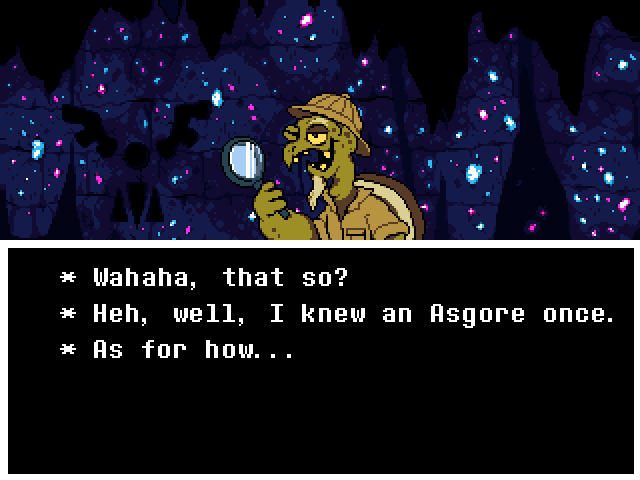 * Wahaha, that so?
* Heh, well, I knew an Asgore once.
* As for how...